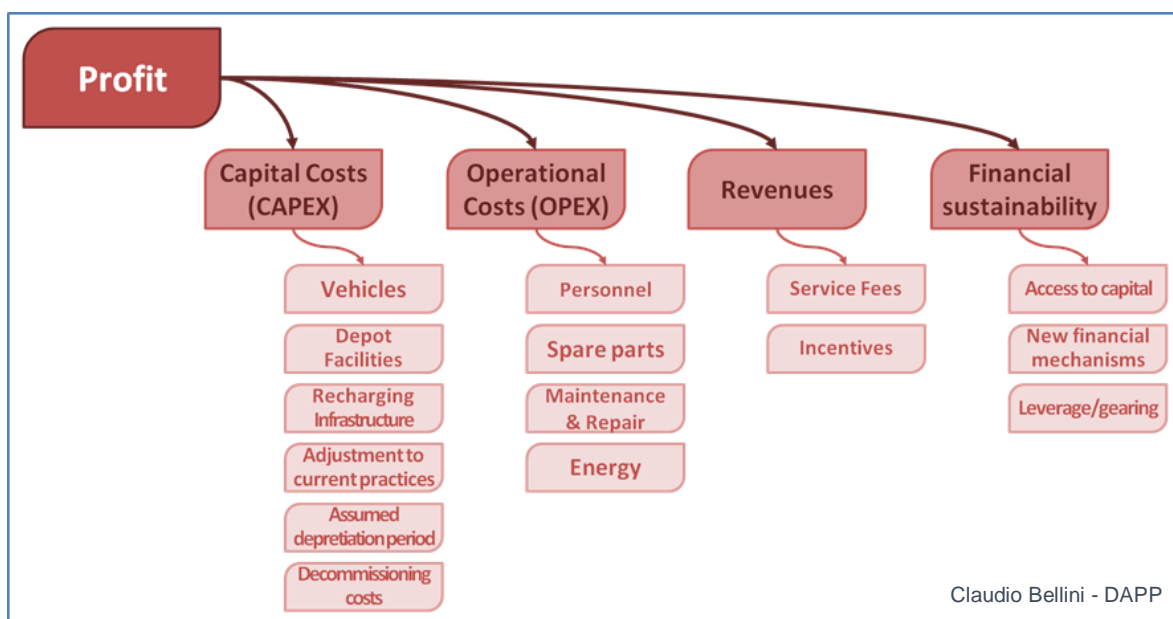 Profit
Capital Costs
(CAPEX)
Operational
Costs (OPEX)
Revenues
Financial
sustainability
Vehicles
Depot
Facilities
Recharging
Infrastructure
Adjustment to
current practices
Assumed
depretiation period
Decommissioning
costs
Personnel
Spare parts
Maintenance
& Repair
Energy
Service Fees
Incentives
Access to capital
New financial
mechanisms
Leverage/gearing
Claudio Bellini - DAPP